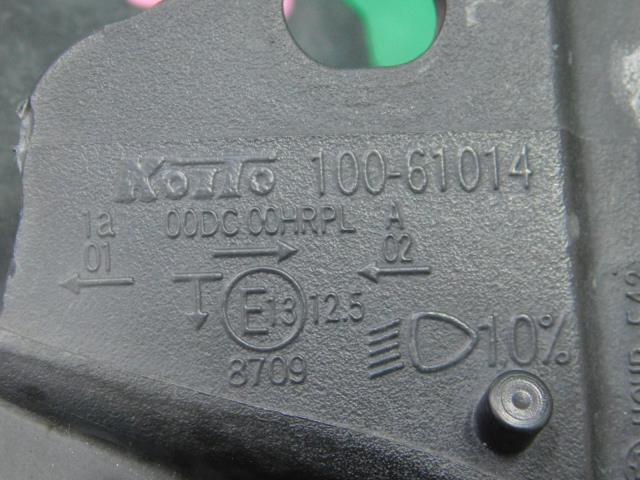 KOITO 100-61014
1a 00DC.00HRPL A
01 02
E13 12.5
8709 1.0%